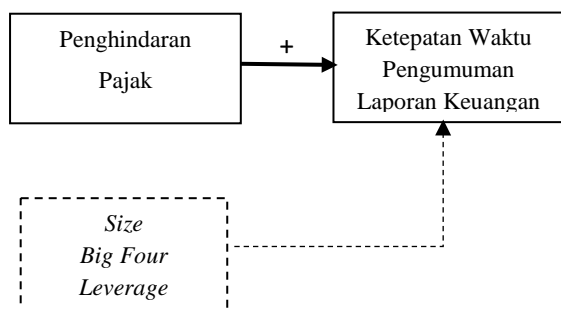 Penghindaran
Pajak
+
Ketepatan Waktu
Pengumuman
Laporan Keuangan
Size
Big Four
Leverage